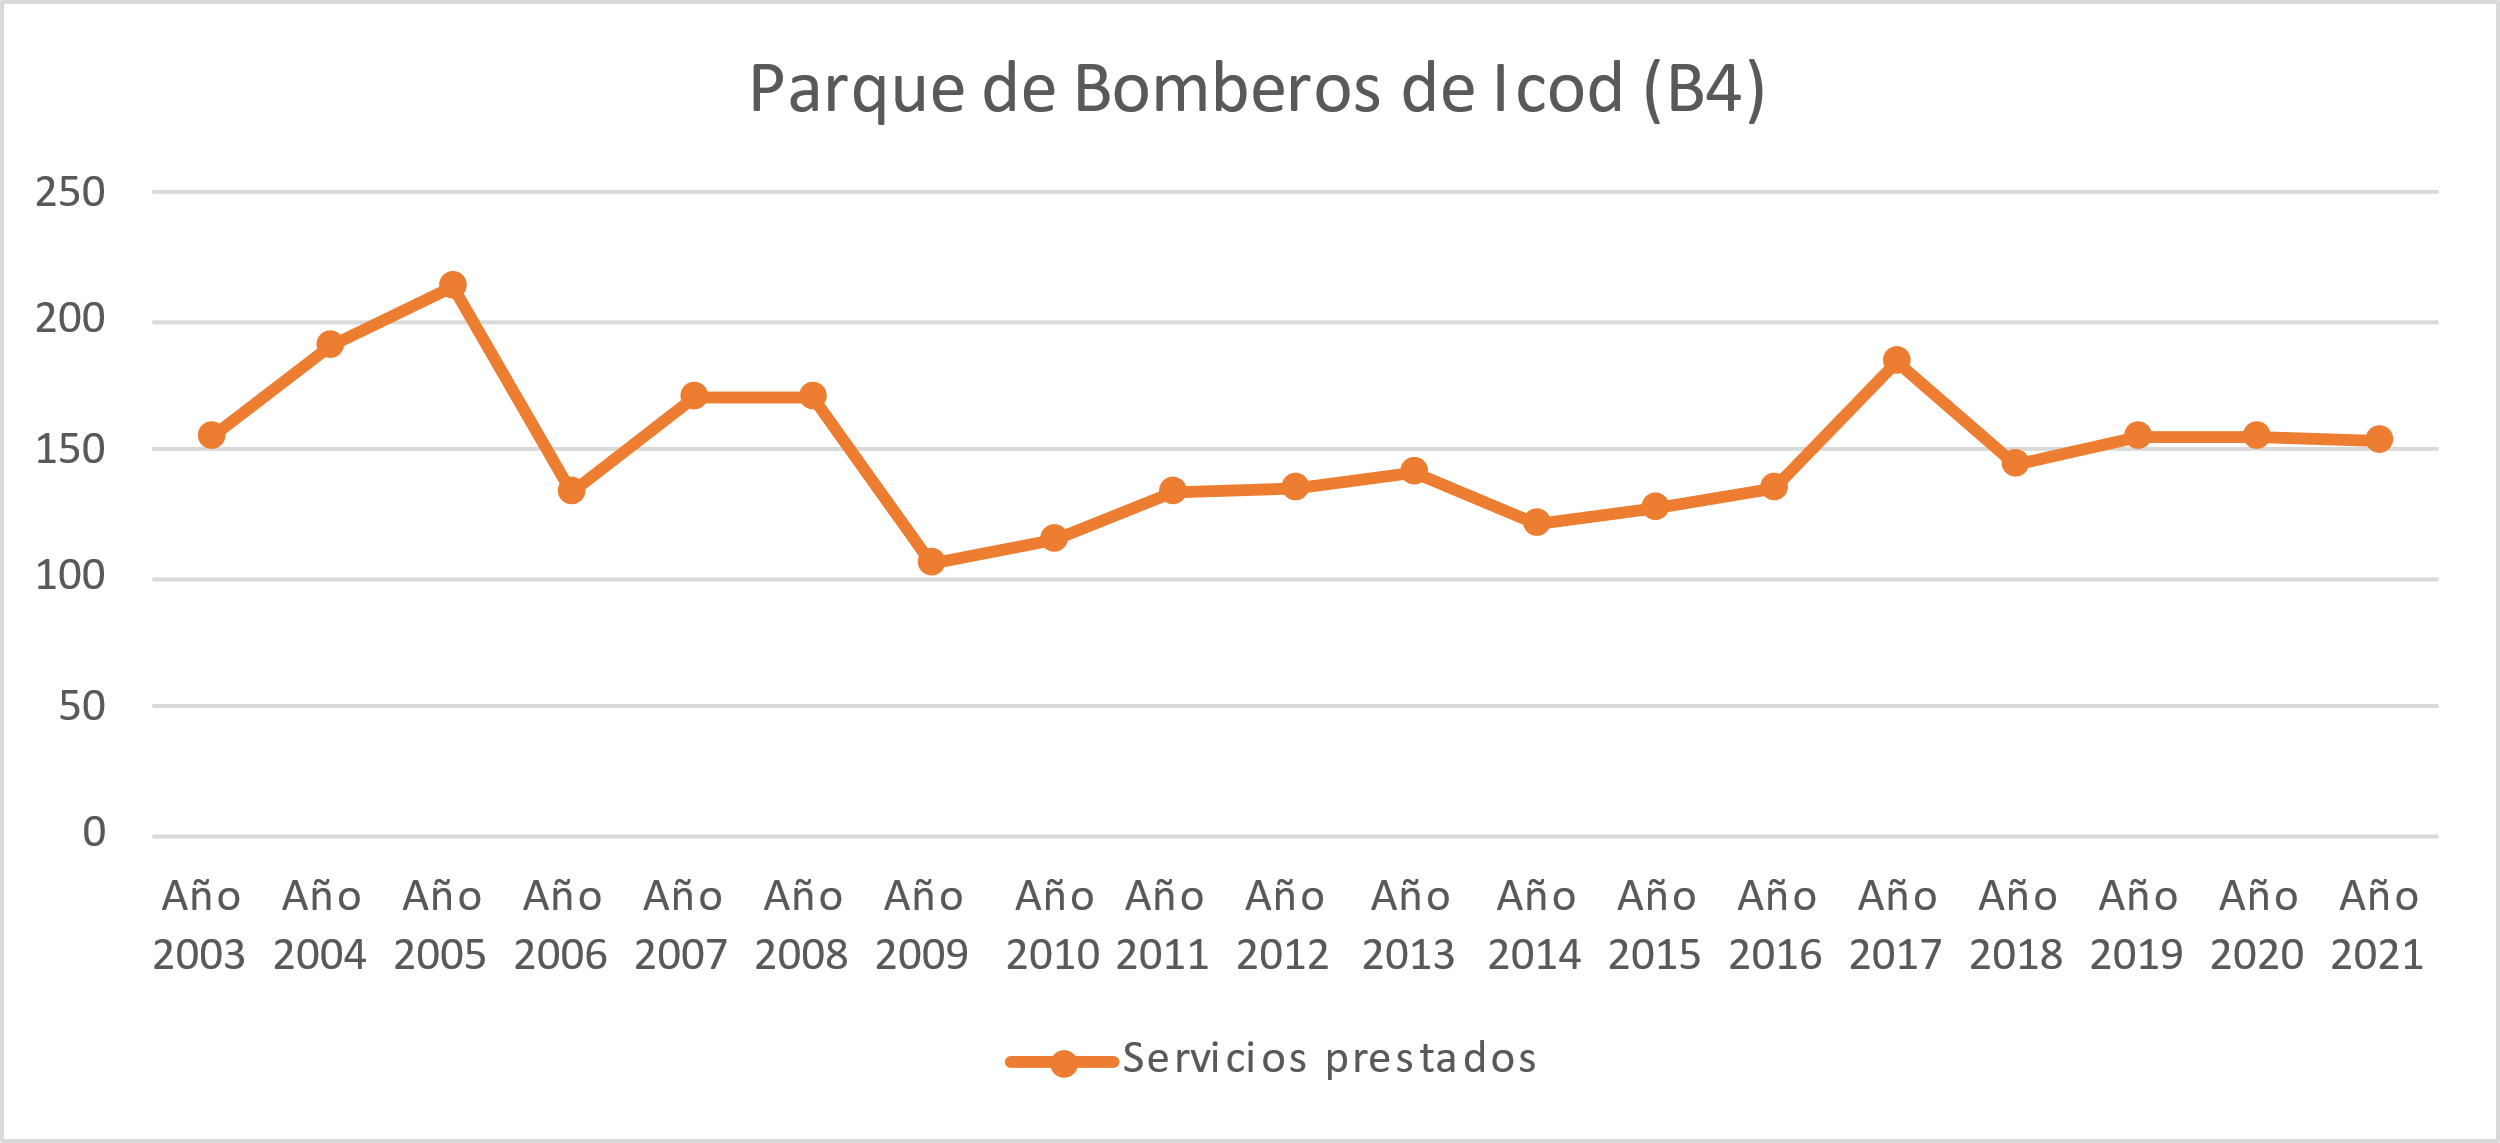 Parque de Bomberos de Icod (B4)
250
200
150
100
50
0
Año Año Año Año Año Año Año Año Año Año Año Año Año Año Año Año Año Año Año
2003 2004 2005 2006 2007 2008 2009 2010 2011 2012 2013 2014 2015 2016 2017 2018 2019 2020 2021
Servicios prestados